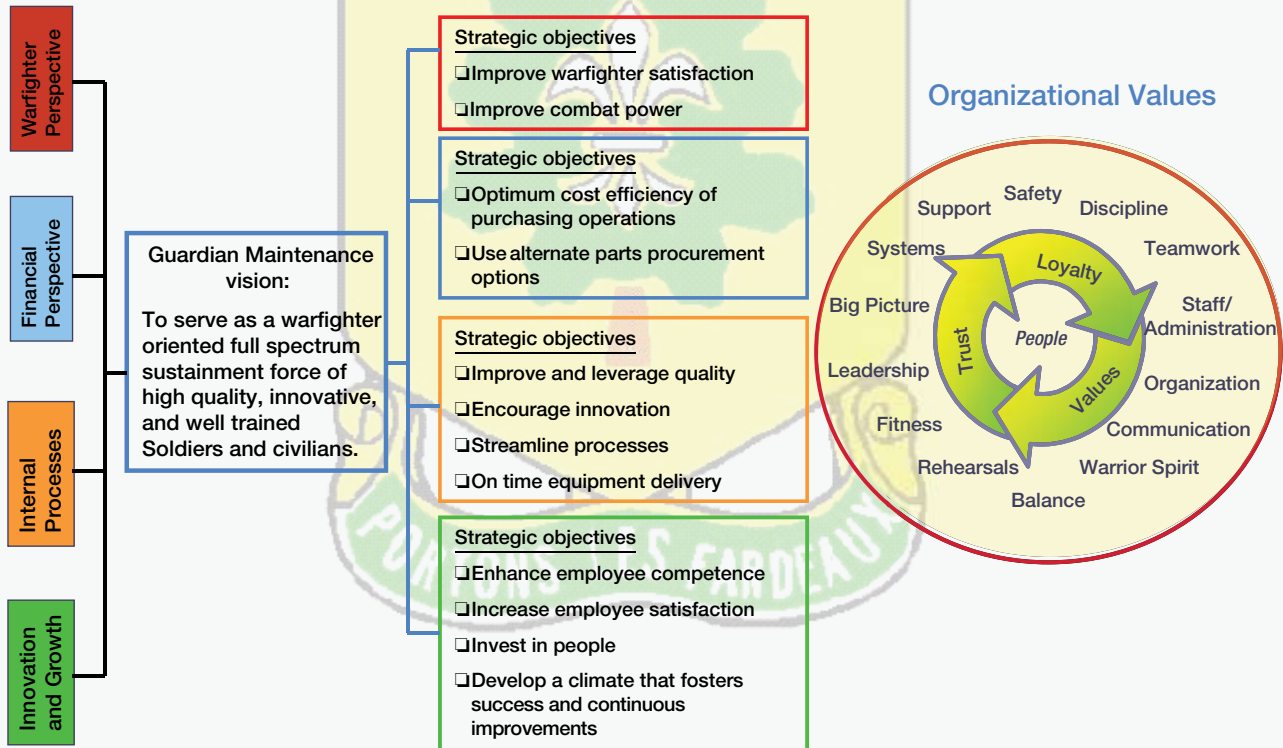 Warfighter
Perspective
Financial
Perspective
Internal
Processes
Innovation
and Growth
Guardian Maintenance
vision:
To serve as a warfighter
oriented full spectrum
sustainment force of
high quality, innovative,
and well trained
Soldiers and civilians.
Strategic objectives
❏Improve warfighter satisfaction
❏Improve combat power
Strategic objectives
❏Optimum cost efficiency of
purchasing operations
❏Use alternate parts procurement
options
Strategic objectives
❏Improve and leverage quality
❏Encourage innovation
❏Streamline processes
❏On time equipment delivery
Strategic objectives
❏Enhance employee competence
❏Increase employee satisfaction
❏Invest in people
❏Develop a climate that fosters
success and continuous
improvements
PORTONS LES FARDEAUX
Organizational Values
Safety
Support
Discipline
Systems
Teamwork
Big Picture
Staff/
Administration
Leadership
Organization
Fitness
Communication
Rehearsals
Warrior Spirit
Balance
Loyalty
Trust
People
Values